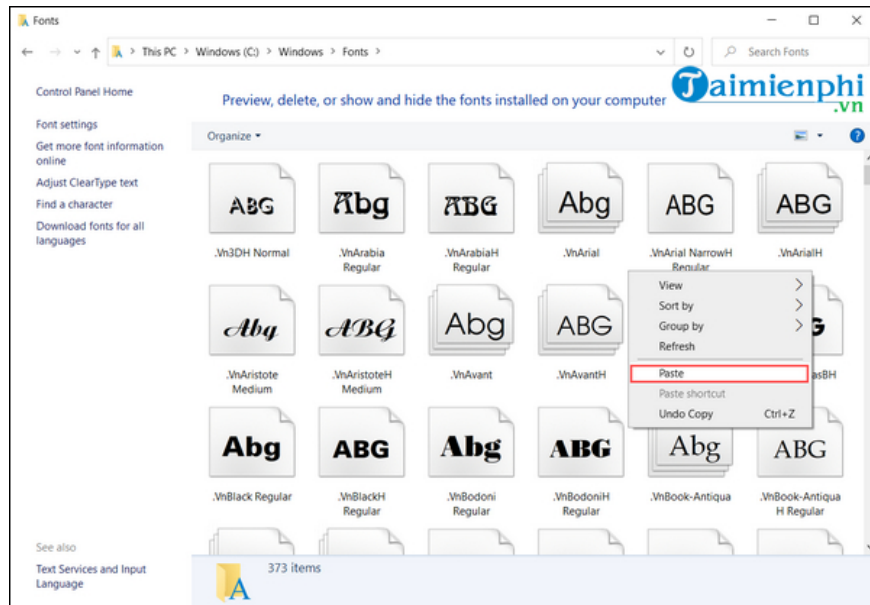 Fonts
This PC > Windows (C:) > Windows > Fonts >
Search Fonts
Taimienphi
.vn
Control Panel Home
Font settings
Get more font information
online
Adjust ClearType text
Find a character
Download fonts for all
languages
Preview, delete, or show and hide the fonts installed on your computer
Organize
ABG Abg ABG Abg ABG ABG
.Vn3DH Normal
.VnArabia
Regular
.VnArabiaH
Regular
.VnArial
.VnArial NarrowH
Regular
.VnArialH
Abg ABG Abg ABG G
.VnAristote
Medium
.VnAristoteH
Medium
.VnAvant
.VnAvantH
asBH
View
Sort by
Group by
Refresh
Paste
Paste shortcut
Undo Copy Ctrl+Z
Abg ABG Abg ABG Abg ABG
.VnBlack Regular
.VnBlackH
Regular
.VnBodoni
Regular
.VnBodoniH
Regular
.VnBook-Antiqua
.VnBook-Antiqua
H Regular
See also
Text Services and Input
Language
373 items